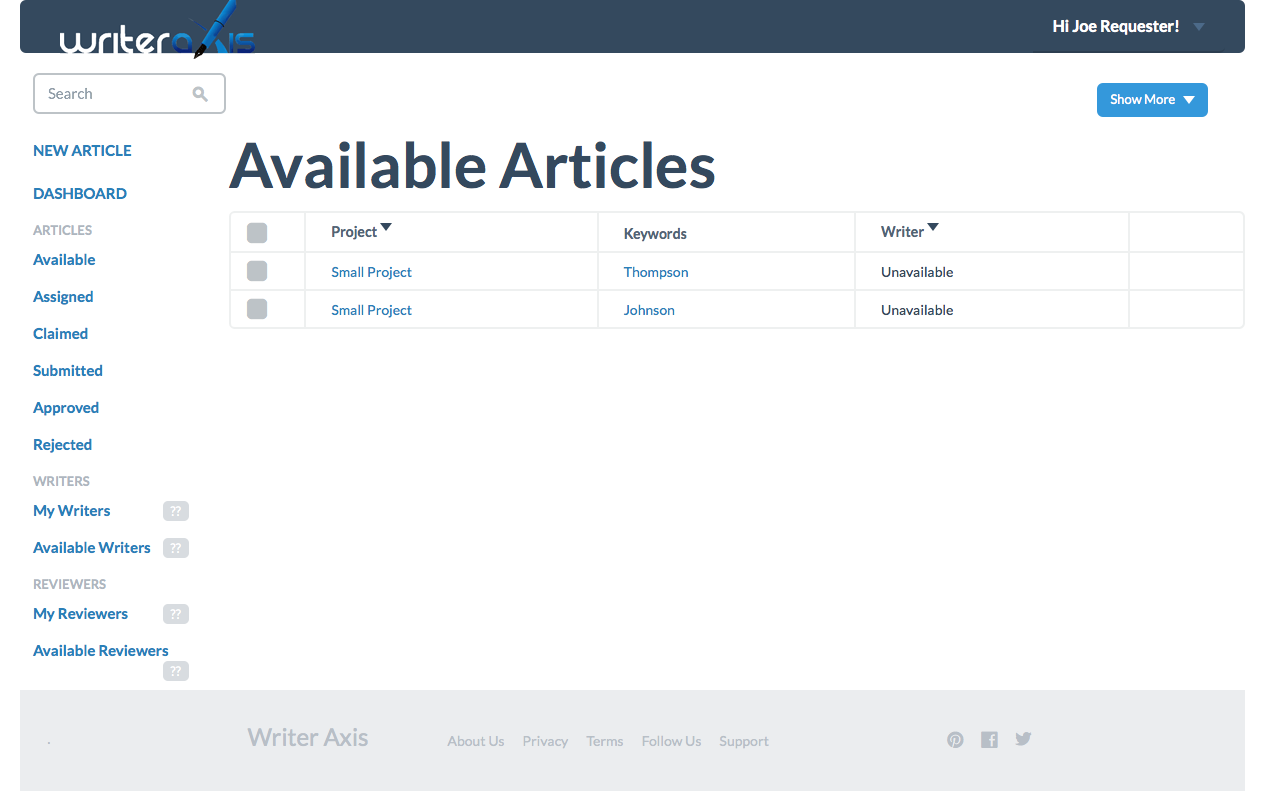 writeraxis
Hi Joe Requester!
Search
Show More
NEW ARTICLE
DASHBOARD
ARTICLES
Available
Assigned
Claimed
Submitted
Approved
Rejected
WRITERS
My Writers ??
Available Writers ??
REVIEWERS
My Reviewers ??
Available Reviewers
??
Available Articles
Project Keywords Writer
Small Project Thompson Unavailable
Small Project Johnson Unavailable
.
Writer Axis
About Us Privacy Terms Follow Us Support